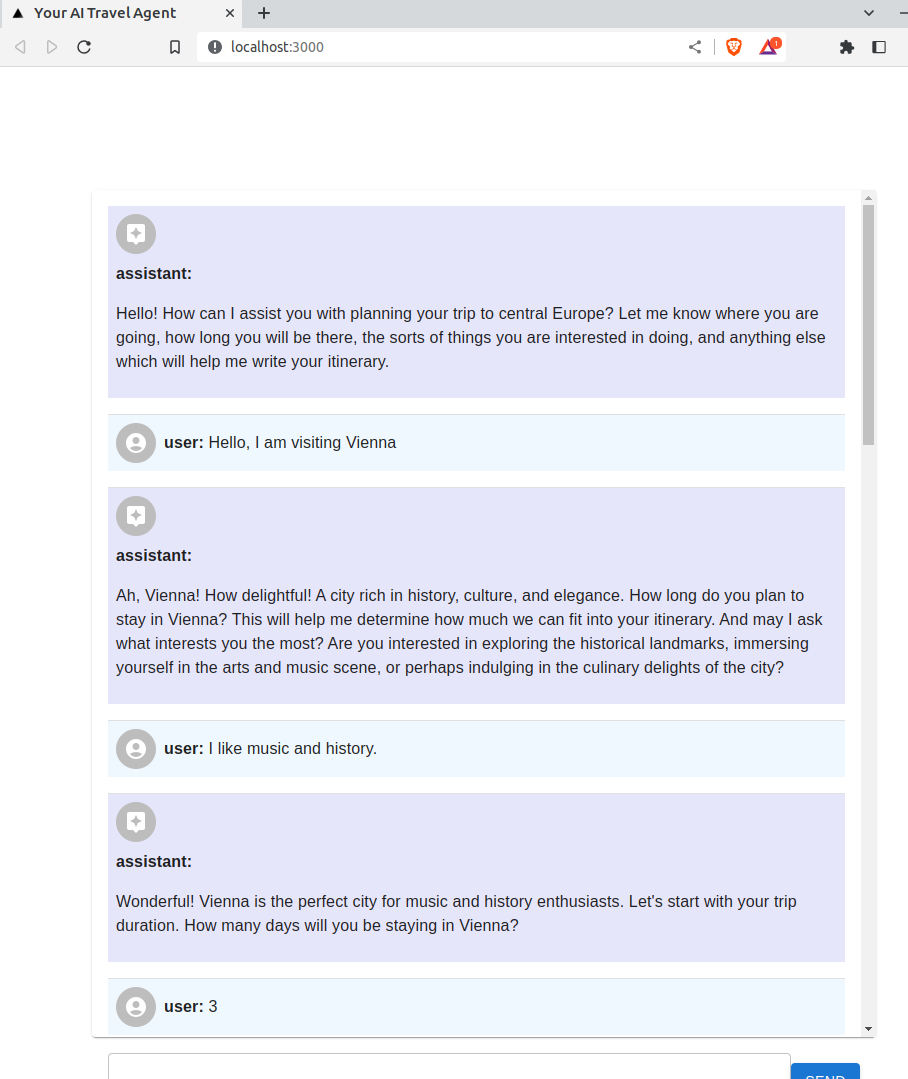 Your AI Travel Agent
localhost:3000
1
assistant:
Hello! How can I assist you with planning your trip to central Europe? Let me know where you are
going, how long you will be there, the sorts of things you are interested in doing, and anything else
which will help me write your itinerary.
user: Hello, I am visiting Vienna
assistant:
Ah, Vienna! How delightful! A city rich in history, culture, and elegance. How long do you plan to
stay in Vienna? This will help me determine how much we can fit into your itinerary. And may I ask
what interests you the most? Are you interested in exploring the historical landmarks, immersing
yourself in the arts and music scene, or perhaps indulging in the culinary delights of the city?
user: I like music and history.
assistant:
Wonderful! Vienna is the perfect city for music and history enthusiasts. Let's start with your trip
duration. How many days will you be staying in Vienna?
user: 3
SEND